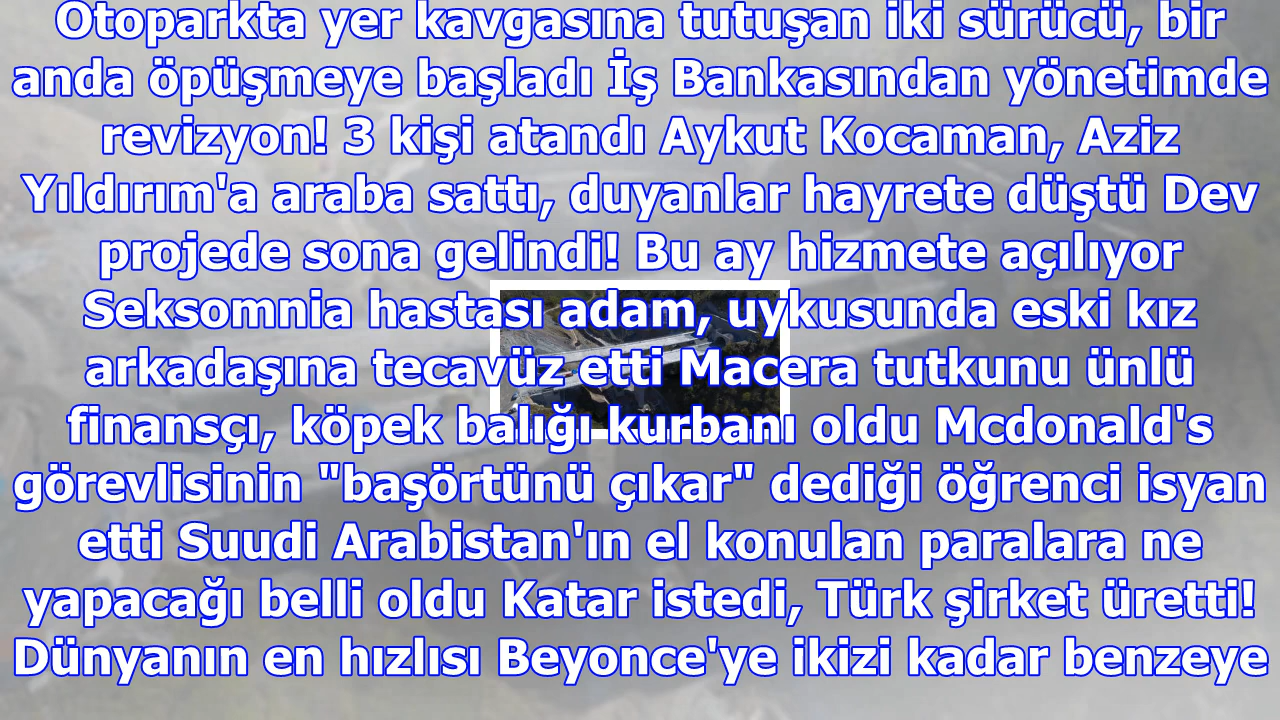 Otoparkta yer kavgasına tutuşan iki sürücü, bir
anda öpüşmeye başladı İş Bankasından yönetimde
revizyon! 3 kişi atandı Aykut Kocaman, Aziz
Yıldırım'a araba sattı, duyanlar hayrete düştü Dev
projede sona gelindi! Bu ay hizmete açılıyor
Seksomnia hastası adam, uykusunda eski kız
arkadaşına tecavüz etti Macera tutkunu ünlü
finansçı, köpek balığı kurbanı oldu Mcdonald's
görevlisinin "başörtünü çıkar" dediği öğrenci isyan
etti Suudi Arabistan'ın el konulan paralara ne
yapacağı belli oldu Katar istedi, Türk şirket üretti!
Dünyanın en hızlısı Beyonce'ye ikizi kadar benzeye